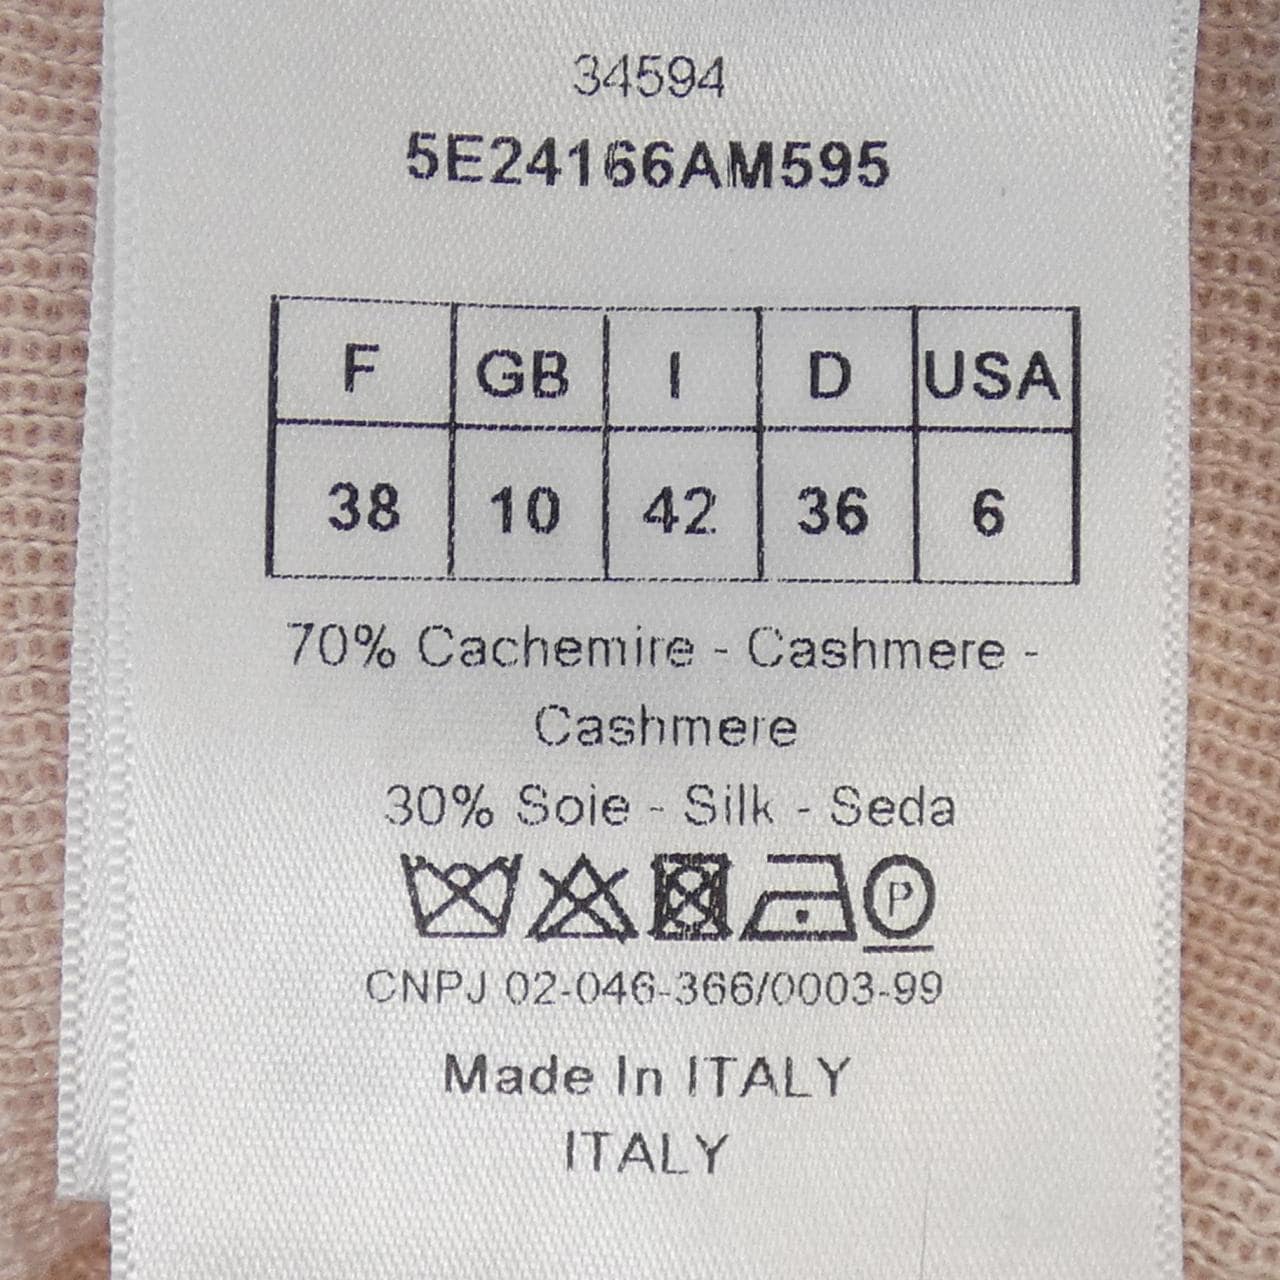 34594
5E24166AM595
F GB I D USA
38 10 42 36 6
70% Cachemire - Cashmere -
Cashmere
30% Soie - Silk - Seda
P
CNPJ 02-046-366/0003-99
Made In ITALY
ITALY